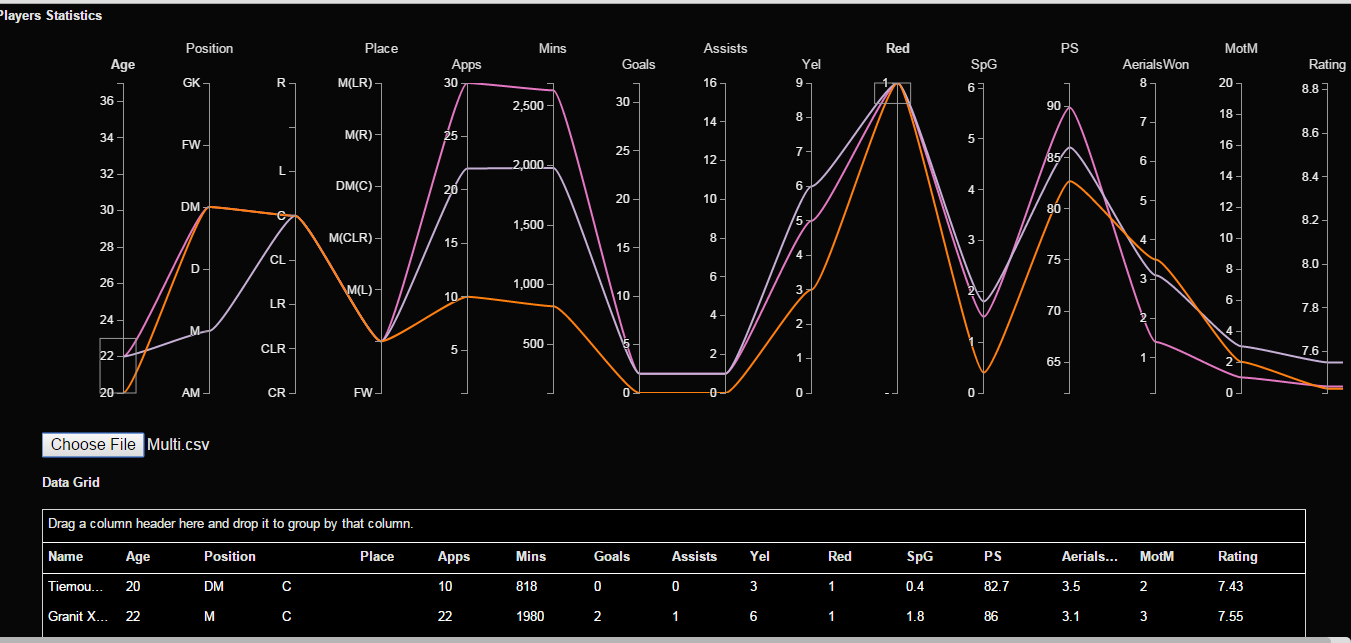 Players Statistics
Position Place Mins Assists Red PS MotM
Age Apps Goals Yel SpG AerialsWon Rating
GK R M(LR) 30 16 9 1 8 20
36 2,500 30 6 90 8.8
34 FW M(R) 25 25 14 8 5 7 18 8.6
32 L DM(C) 2,000 20 12 7 85 6 16 8.4
30 DM C 20 10 6 4 80 5 14 8.2
28 M(CLR) 1,500 15 8 5 3 4 12
26 D CL 15 6 4 75 10 8.0
24 LR M(L) 1,000 10 4 3 2 70 3 8 7.8
22 M CLR 10 500 5 2 2 1 65 2 6 7.6
20 AM CR FW 5 0 0 1 - 0 1 4
0 2
0
Choose File Multi.csv
Data Grid
Drag a column header here and drop it to group by that column.
Name Age Position Place Apps Mins Goals Assists Yel Red SpG PS Aerials... MotM Rating
Tiemou... 20 DM C 10 818 0 0 3 1 0.4 82.7 3.5 2 7.43
Granit X... 22 M C 22 1980 2 1 6 1 1.8 86 3.1 3 7.55